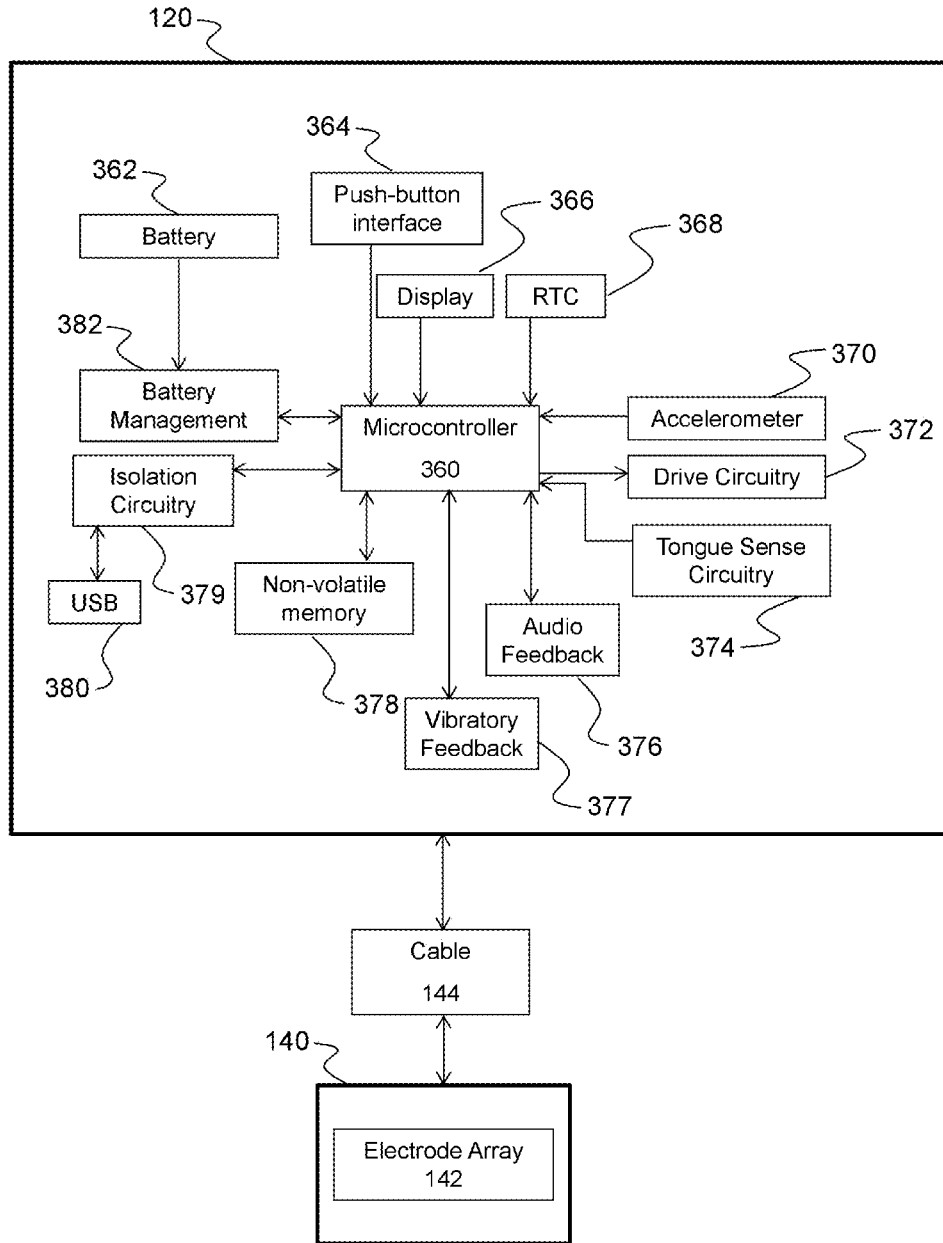 120
364
362
Push-button
interface
366
368
Battery
Display
RTC
382
370
Battery
Management
Microcontroller
360
Accelerometer
372
Isolation
Circuitry
Drive Circuitry
Tongue Sense
Circuitry
379
Non-volatile
memory
USB
Audio
Feedback
374
380
378
Vibratory
Feedback
376
377
Cable
144
140
Electrode Array
142